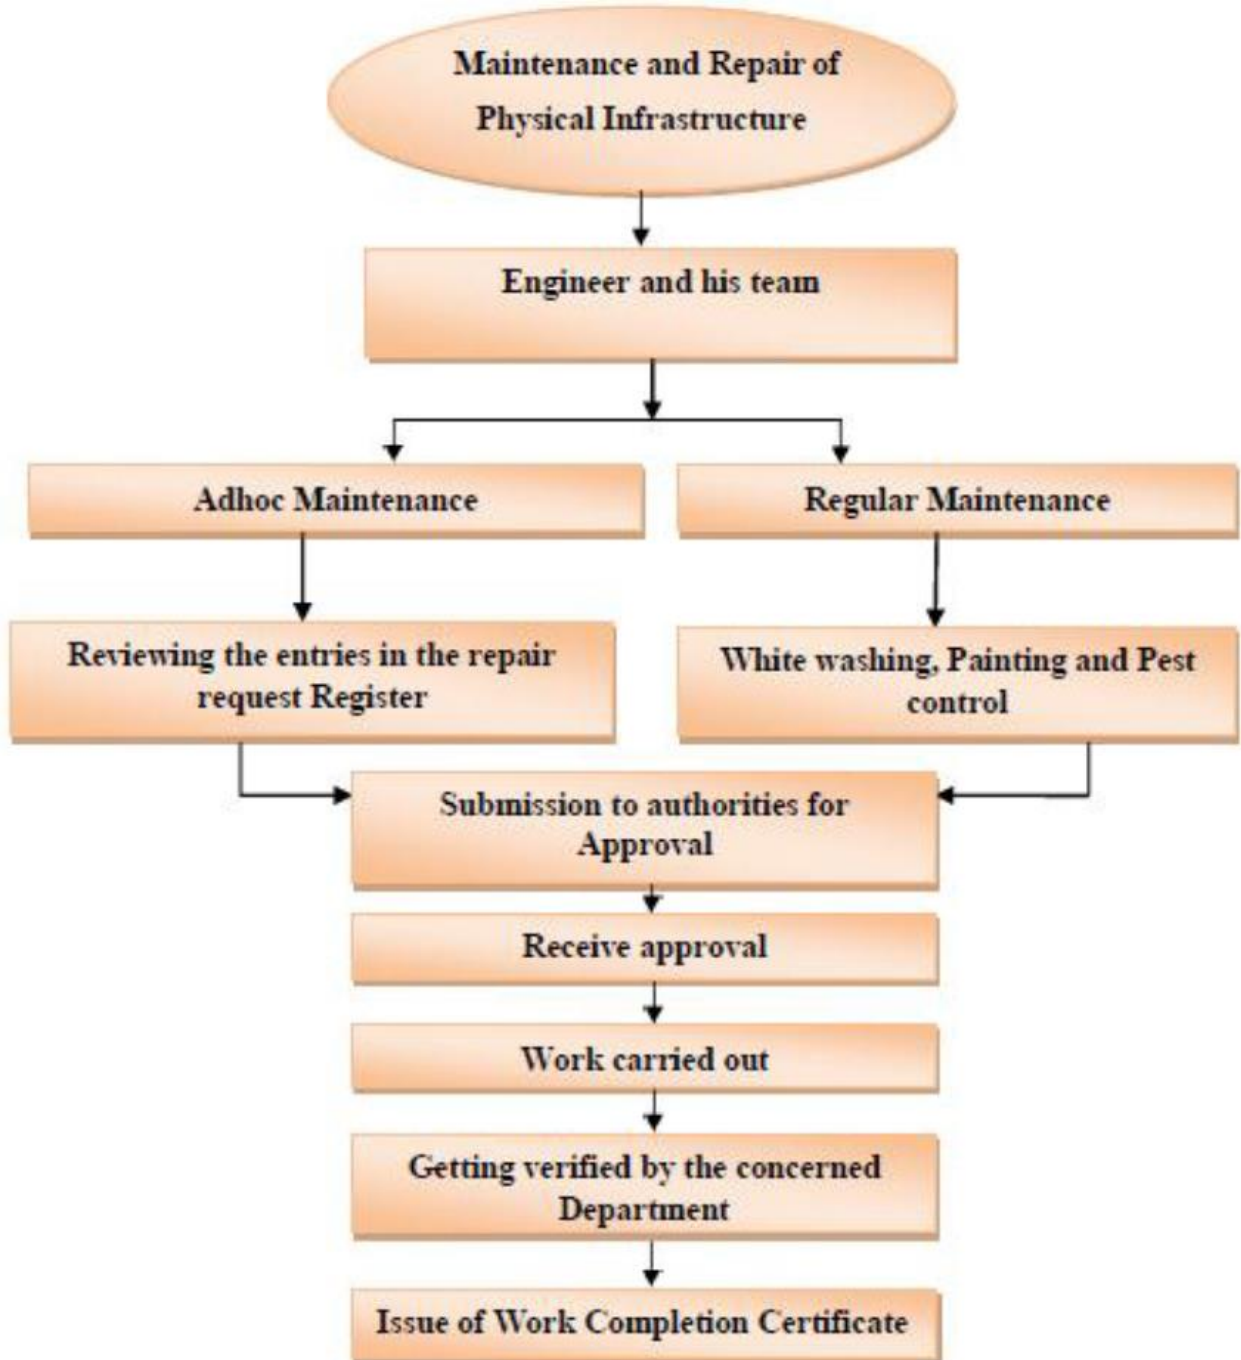 Maintenance and Repair of
Physical Infrastructure
Engineer and his team
Adhoc Maintenance
Regular Maintenance
Reviewing the entries in the repair
request Register
White washing, Painting and Pest
control
Submission to authorities for
Approval
Receive approval
Work carried out
Getting verified by the concerned
Department
Issue of Work Completion Certificate